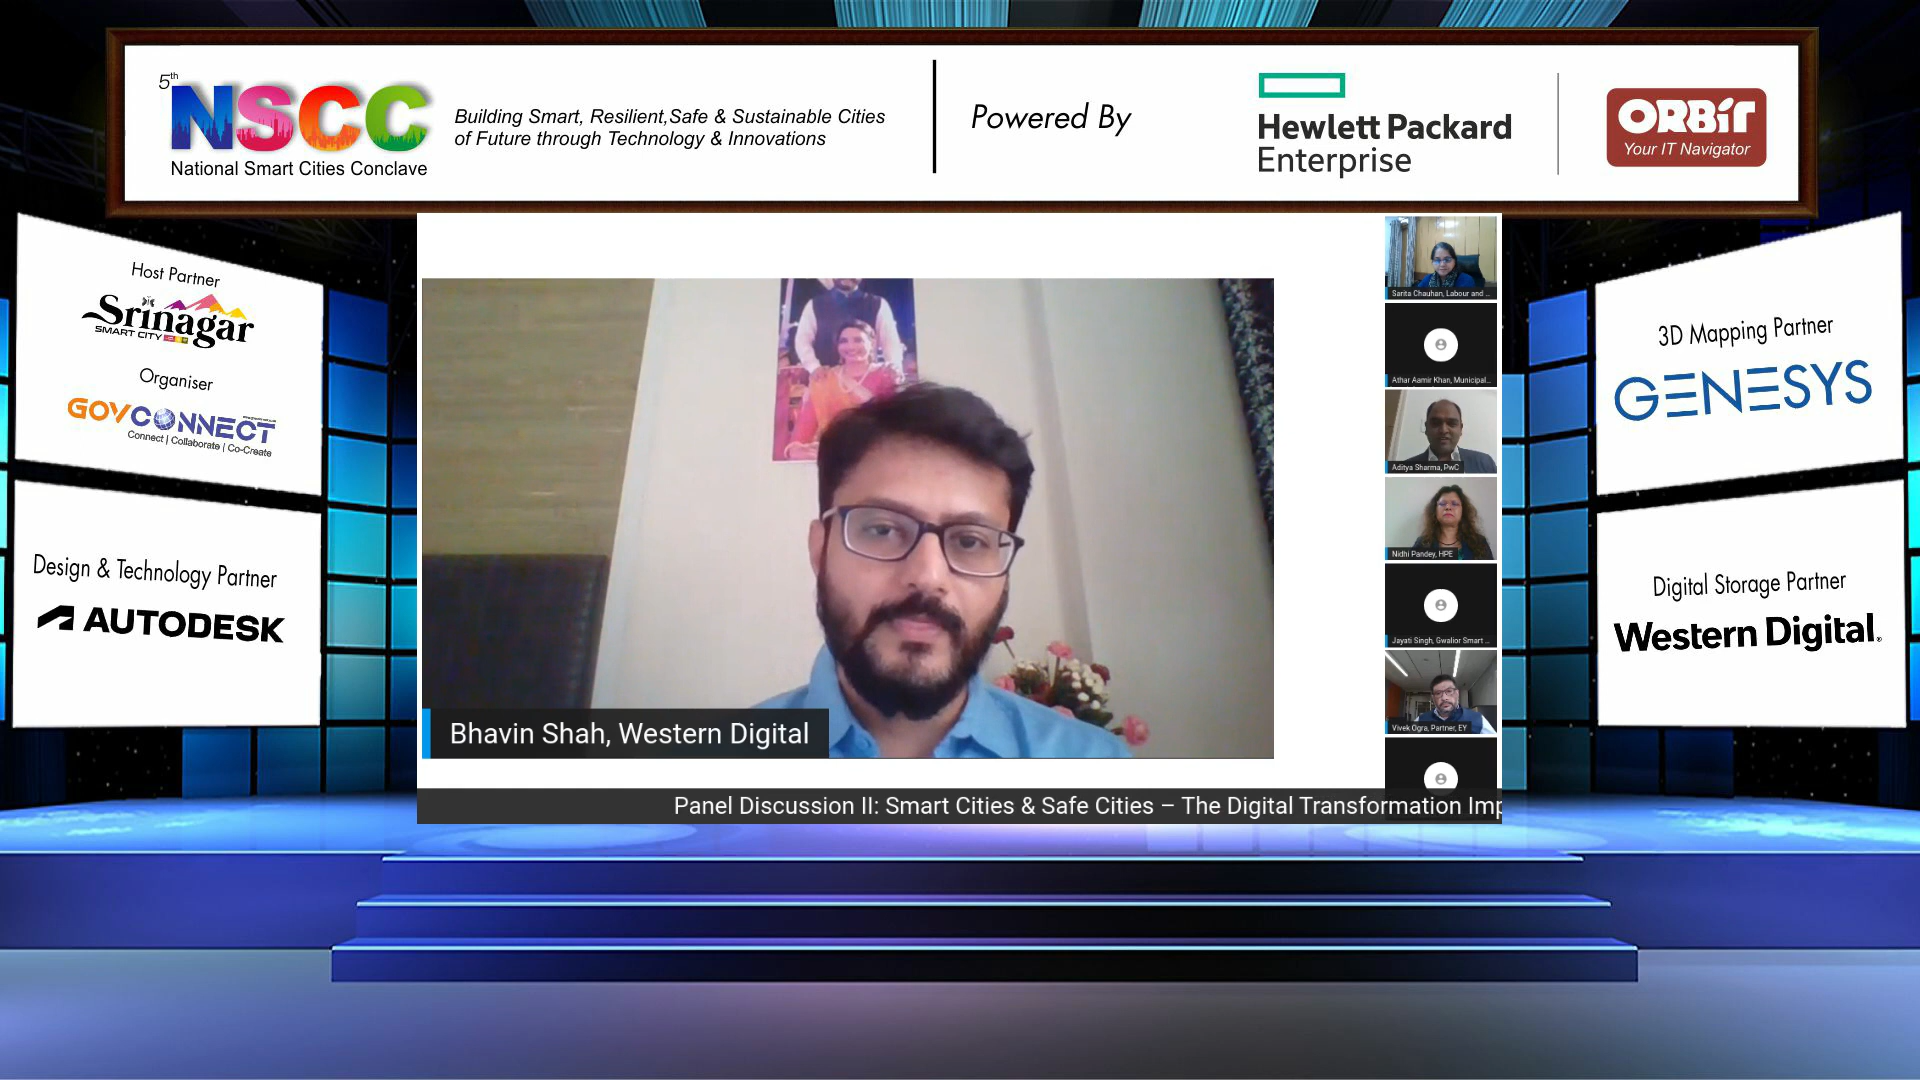 5th
NSCC
National Smart Cities Conclave
Building Smart, Resilient,Safe & Sustainable Cities
of Future through Technology & Innovations
Powered By
Hewlett Packard
Enterprise
ORBIT
Your IT Navigator
Host Partner
Srinagar
SMART CITY
Organiser
GOVCONNECT
Connect | Collaborate | Co-Create
Design & Technology Partner
AUTODESK
Bhavin Shah, Western Digital
Sarita Chauhan, Labour and ...
Athar Aamir Khan, Municipal...
Aditya Sharma, PwC
Nidhi Pandey, HPE
Jayati Singh, Gwalior Smart ...
Vivek Ogra, Partner, EY
Panel Discussion II: Smart Cities & Safe Cities – The Digital Transformation Imp
3D Mapping Partner
GENESYS
Digital Storage Partner
Western Digital.